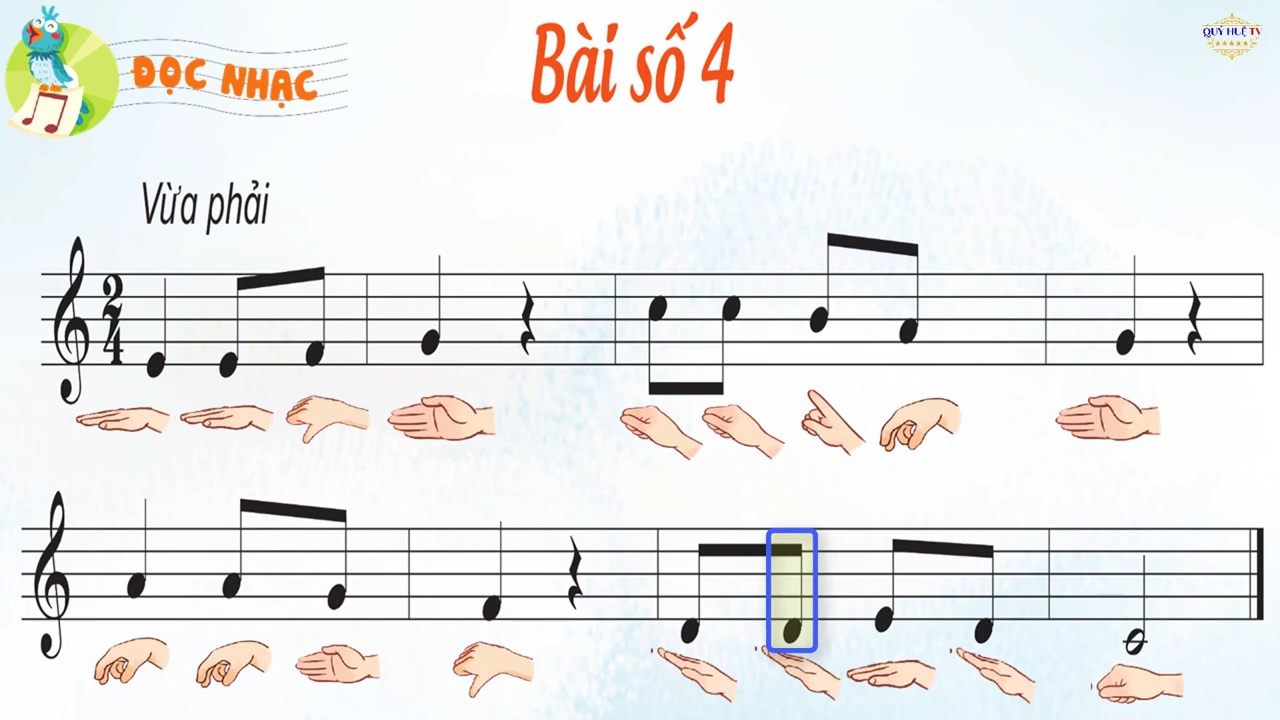 ĐỌC NHẠC
Bài số 4
QUÝ HUỆ TV
Vừa phải
2
4